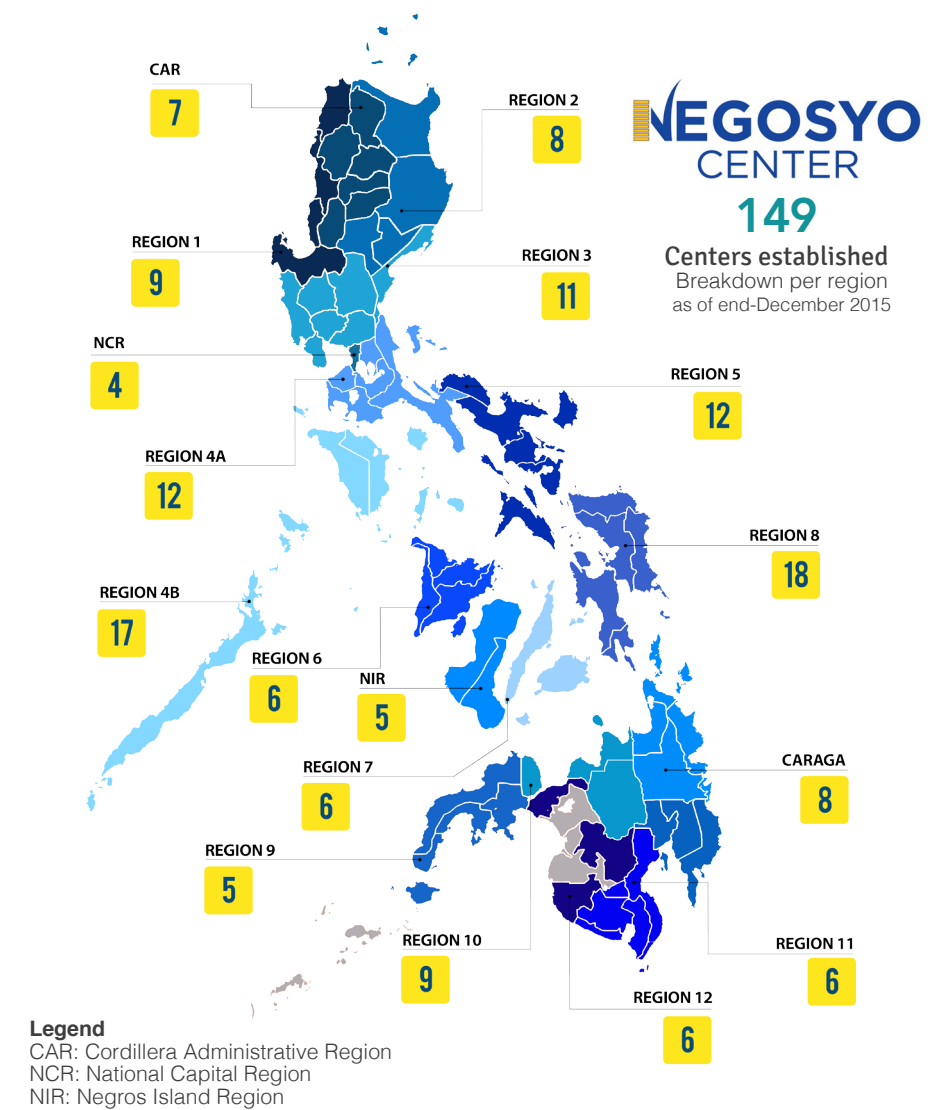 CAR
7
REGION 2
8
NEGOSYO
CENTER
149
Centers established
Breakdown per region
as of end-December 2015
REGION 1
9
REGION 3
11
NCR
4
REGION 5
12
REGION 4A
12
REGION 8
18
REGION 4B
17
REGION 6
6
NIR
5
REGION 7
6
CARAGA
8
REGION 9
5
REGION 10
9
REGION 11
6
REGION 12
6
Legend
CAR: Cordillera Administrative Region
NCR: National Capital Region
NIR: Negros Island Region